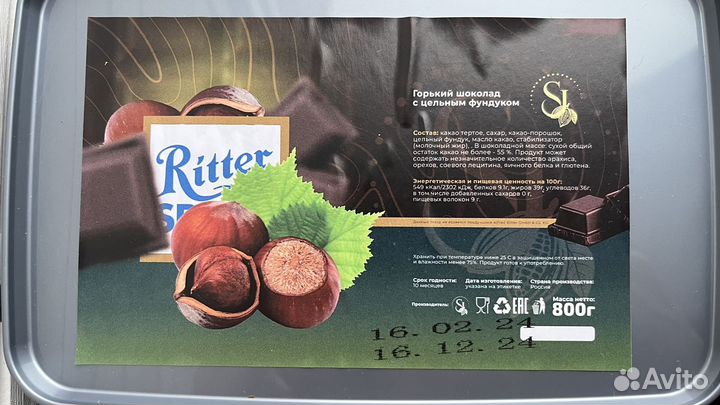 Ritter
Горький шоколад
с цельным фундуком
SL
Состав: какао тертое, сахар, какао-порошок,
цельный фундук, масло какао, стабилизатор
(молочный жир), . В шоколадной массе: сухой общий
остаток какао не более - 55 %. Продукт может
содержать незначительное количество арахиса,
орехов, соевого лецитина, яичного белка и глютена.
Энергетическая и пищевая ценность на 100г:
549 кКал/2302 кДж, белков 9.1г, жиров 39г, углеводов 36г,
в том числе добавленных сахаров 0 г,
пищевых волокон 9 г.
Хранить при температуре ниже 25 С в защищенном от света месте
и влажности менее 75%. Продукт готов к употреблению.
Срок годности:
10 месяцев
Дата изготовления:
указана на этикетке
Страна производства:
Россия
Производитель:
SL
EAC
Масса нетто:
800г
16. 02. 24
16. 12. 24
Avito